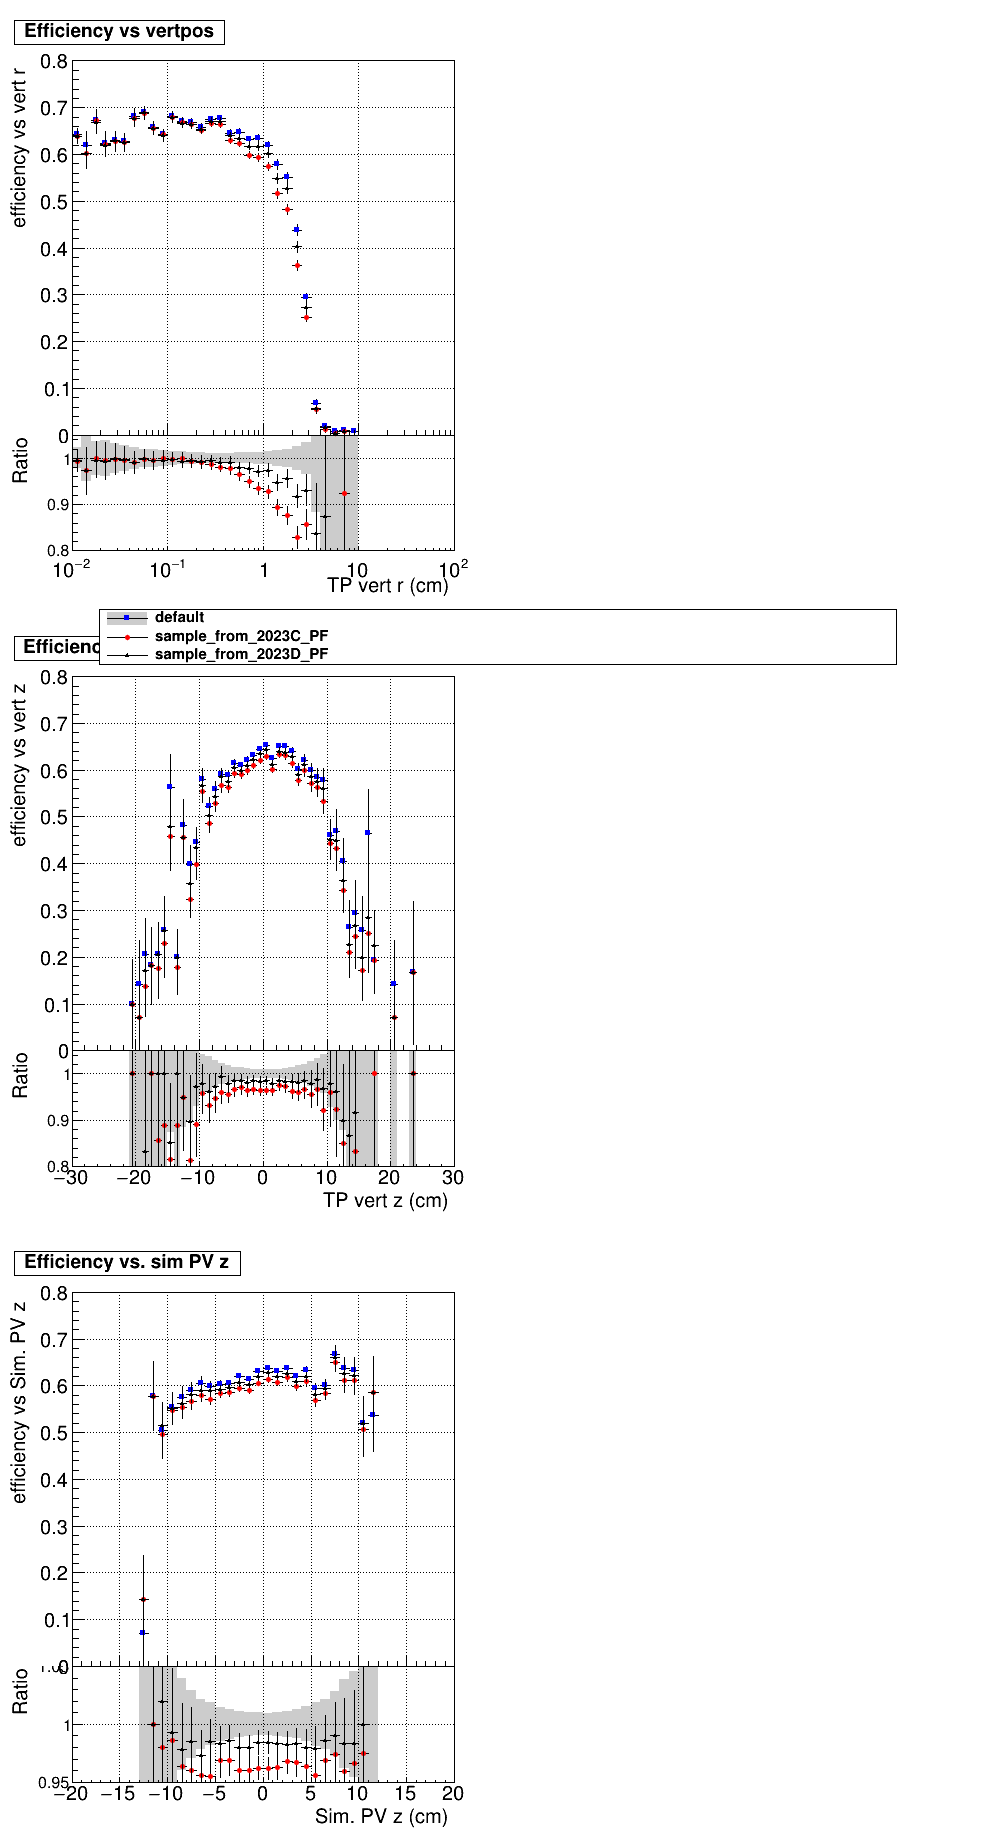 Efficiency vs vertpos
efficiency vs vert r
0.8
0.7
0.6
0.5
0.4
0.3
0.2
0.1
0
Ratio
1
0.9
0.8
10⁻² 10⁻¹ 1 10 10²
TP vert r (cm)
default
sample_from_2023C_PF
sample_from_2023D_PF
Efficienc
efficiency vs vert z
0.8
0.7
0.6
0.5
0.4
0.3
0.2
0.1
0
Ratio
1
0.9
0.8
−30 −20 −10 0 10 20 30
TP vert z (cm)
Efficiency vs. sim PV z
efficiency vs Sim. PV z
0.8
0.7
0.6
0.5
0.4
0.3
0.2
0.1
0
Ratio
1
0.95
−20 −15 −10 −5 0 5 10 15 20
Sim. PV z (cm)